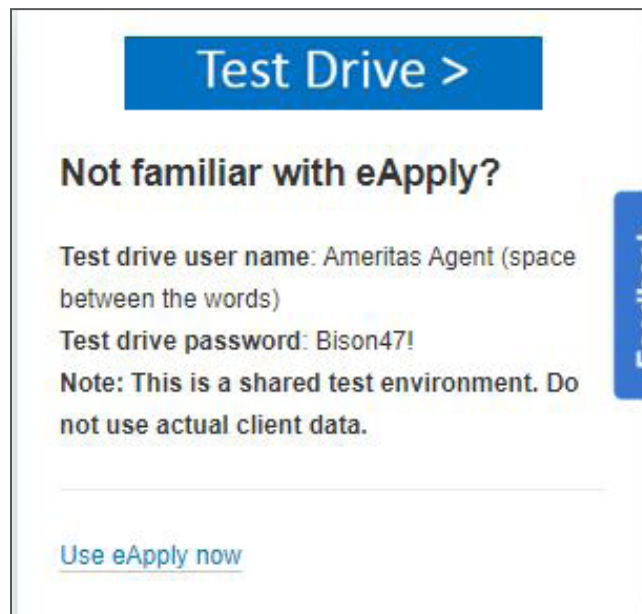 Test Drive >
Not familiar with eApply?
Test drive user name: Ameritas Agent (space
between the words)
Test drive password: Bison47!
Note: This is a shared test environment. Do
not use actual client data.
Use eApply now